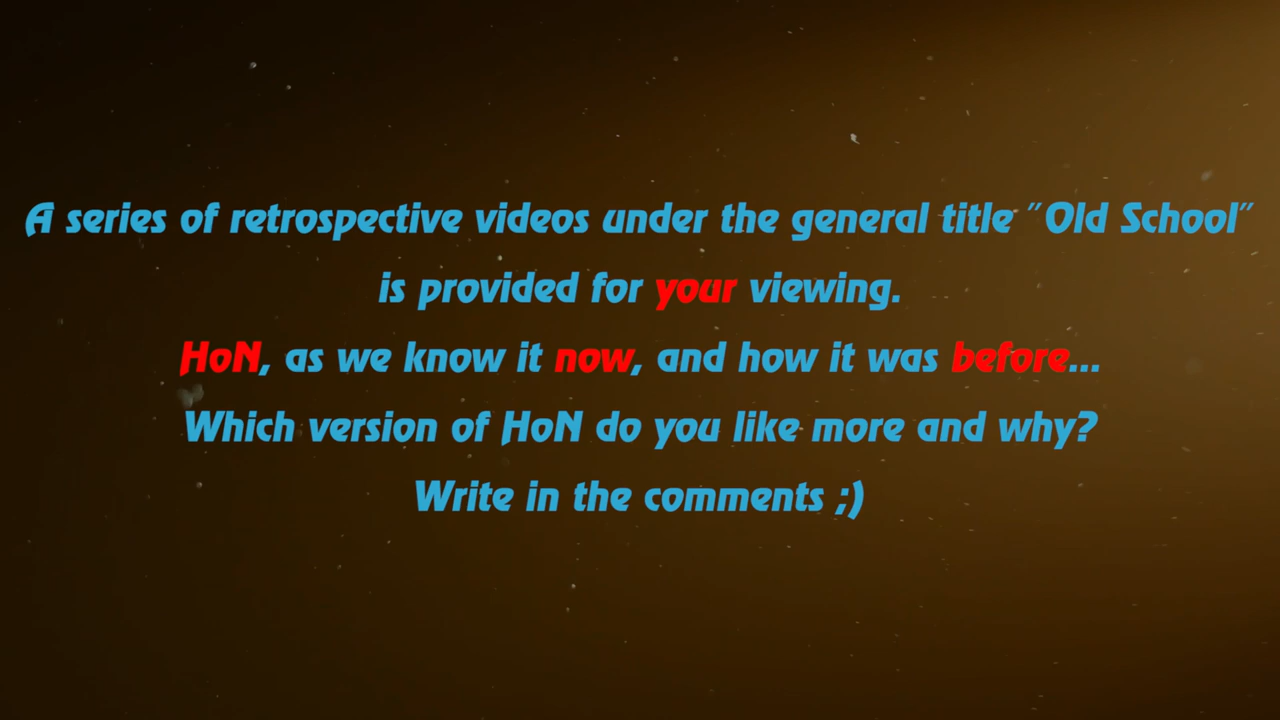 A series of retrospective videos under the general title "Old School"
is provided for your viewing.
HoN, as we know it now, and how it was before...
Which version of HoN do you like more and why?
Write in the comments ;)